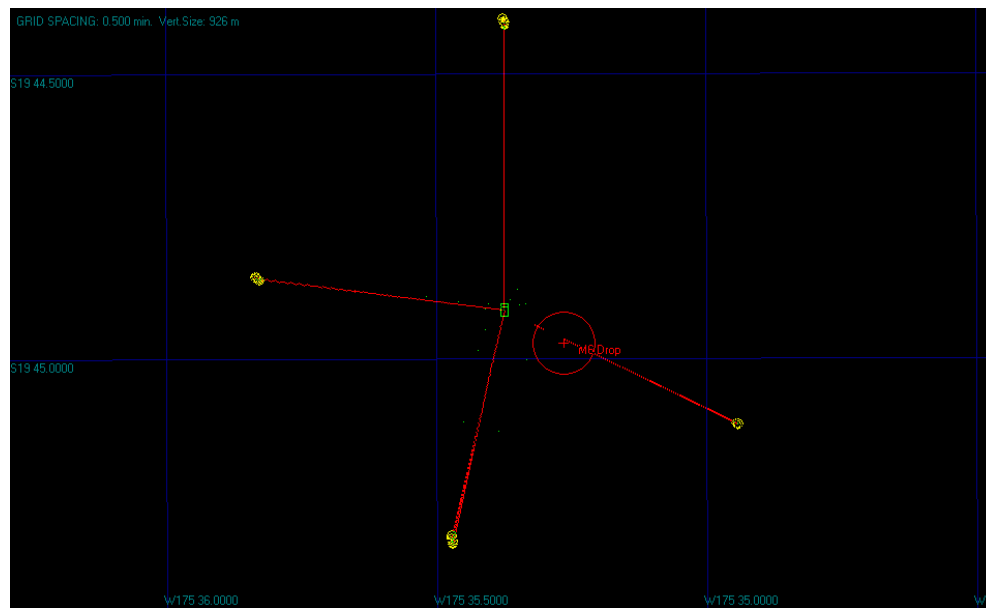 GRID SPACING: 0.500 min. Vert.Size: 926 m
S19 44.5000
M6 Drop
S19 45.0000
W175 36.0000
W175 35.5000
W175 35.0000
W